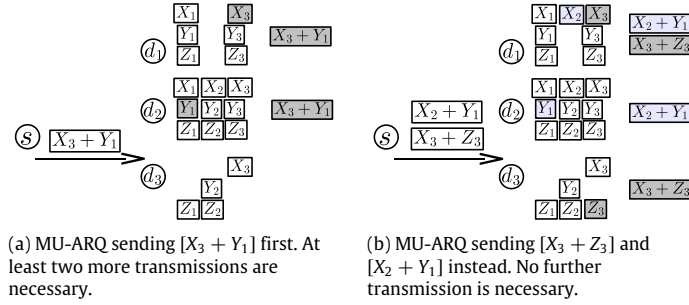 X₁ X₃
Y₁ Y₃ X₃ + Y₁
d₁ Z₁ Z₃
X₁ X₂ X₃
d₂ Y₁ Y₂ Y₃ X₃ + Y₁
Z₁ Z₂ Z₃
s X₃ + Y₁
X₃
d₃ Y₂
Z₁ Z₂
(a) MU-ARQ sending [X₃ + Y₁] first. At
least two more transmissions are
necessary.
X₁ X₂ X₃ X₂ + Y₁
Y₁ Y₃ X₃ + Z₃
d₁ Z₁ Z₃
X₁ X₂ X₃
d₂ Y₁ Y₂ Y₃ X₂ + Y₁
Z₁ Z₂ Z₃
X₂ + Y₁
s X₃ + Z₃
X₃
d₃ Y₂ X₃ + Z₃
Z₁ Z₂ Z₃
(b) MU-ARQ sending [X₃ + Z₃] and
[X₂ + Y₁] instead. No further
transmission is necessary.